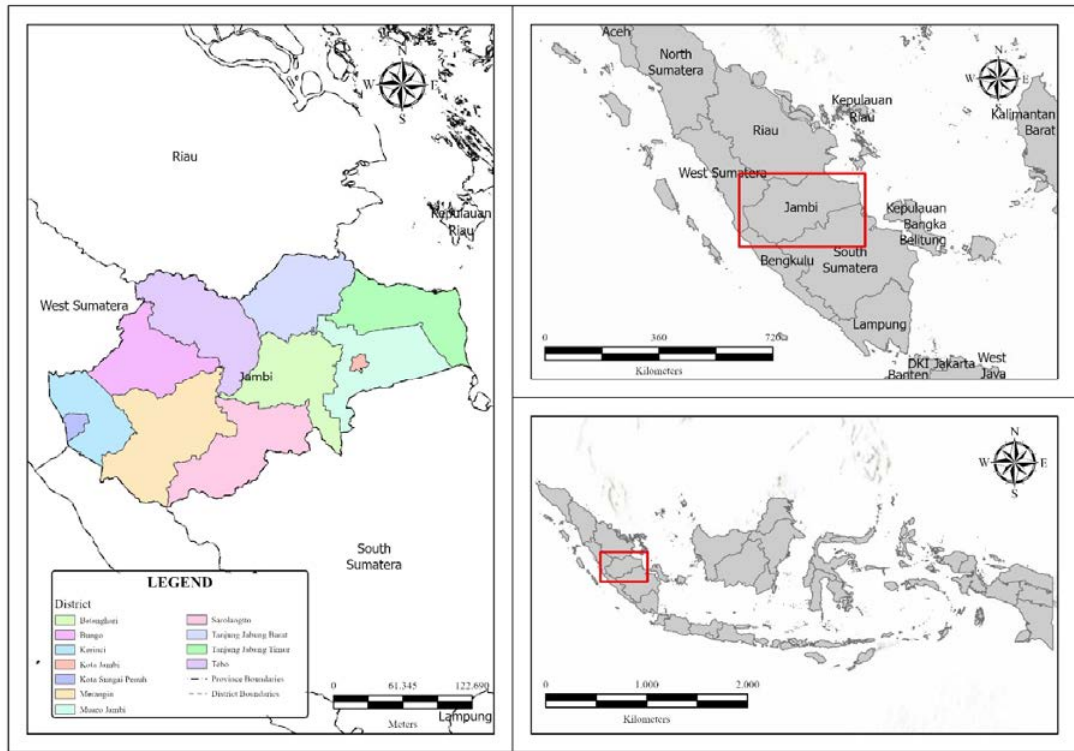 N
W E
S
Riau
Kepulauan
Riau
West Sumatera
Jambi
South
Sumatera
Lampung
LEGEND
District
Batanghari
Bungo
Kerinci
Kota Jambi
Kota Sungai Penuh
Merangin
Muaro Jambi
Tanjung Jabung Barat
Tanjung Jabung Timur
Tebo
Province Boundaries
District Boundaries
0 61.345 122.690
Meters
N
W E
S
Aceh
North
Sumatera
Riau
Kepulauan
Riau
Kalimantan
Barat
West Sumatera
Jambi
Kepulauan
Bangka
Belitung
Bengkulu
South
Sumatera
Lampung
DKI Jakarta
Banten
West
Java
0 360 720
Kilometers
N
W E
S
0 1.000 2.000
Kilometers